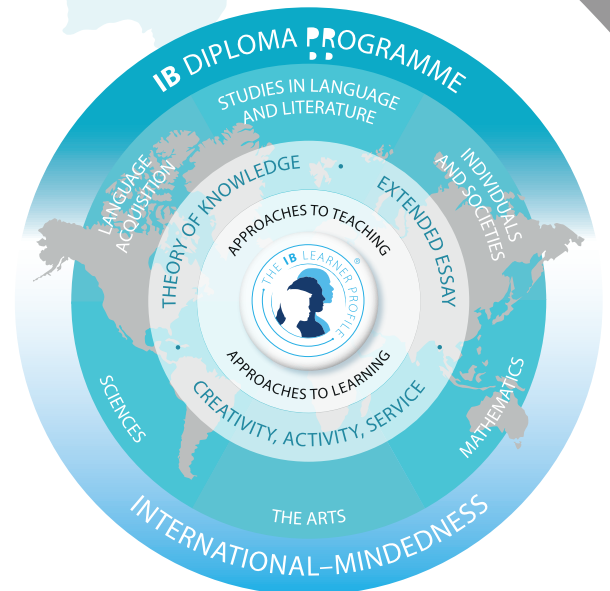 IB DIPLOMA PROGRAMME
STUDIES IN LANGUAGE
AND LITERATURE
LANGUAGE
ACQUISITION
INDIVIDUALS
AND SOCIETIES
THEORY OF KNOWLEDGE
EXTENDED ESSAY
APPROACHES TO TEACHING
THE IB LEARNER PROFILE
®
APPROACHES TO LEARNING
CREATIVITY, ACTIVITY, SERVICE
SCIENCES
MATHEMATICS
THE ARTS
INTERNATIONAL–MINDEDNESS